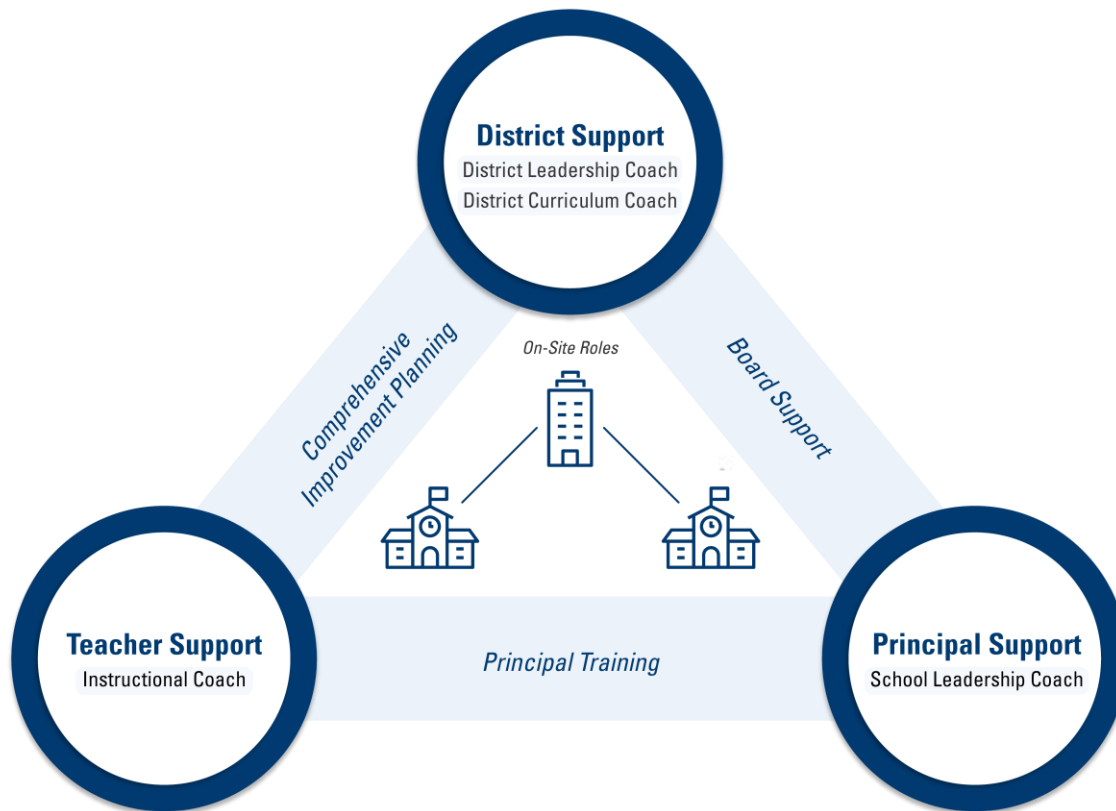 District Support
District Leadership Coach
District Curriculum Coach
Comprehensive
Improvement Planning
On-Site Roles
Board Support
Teacher Support
Instructional Coach
Principal Training
Principal Support
School Leadership Coach